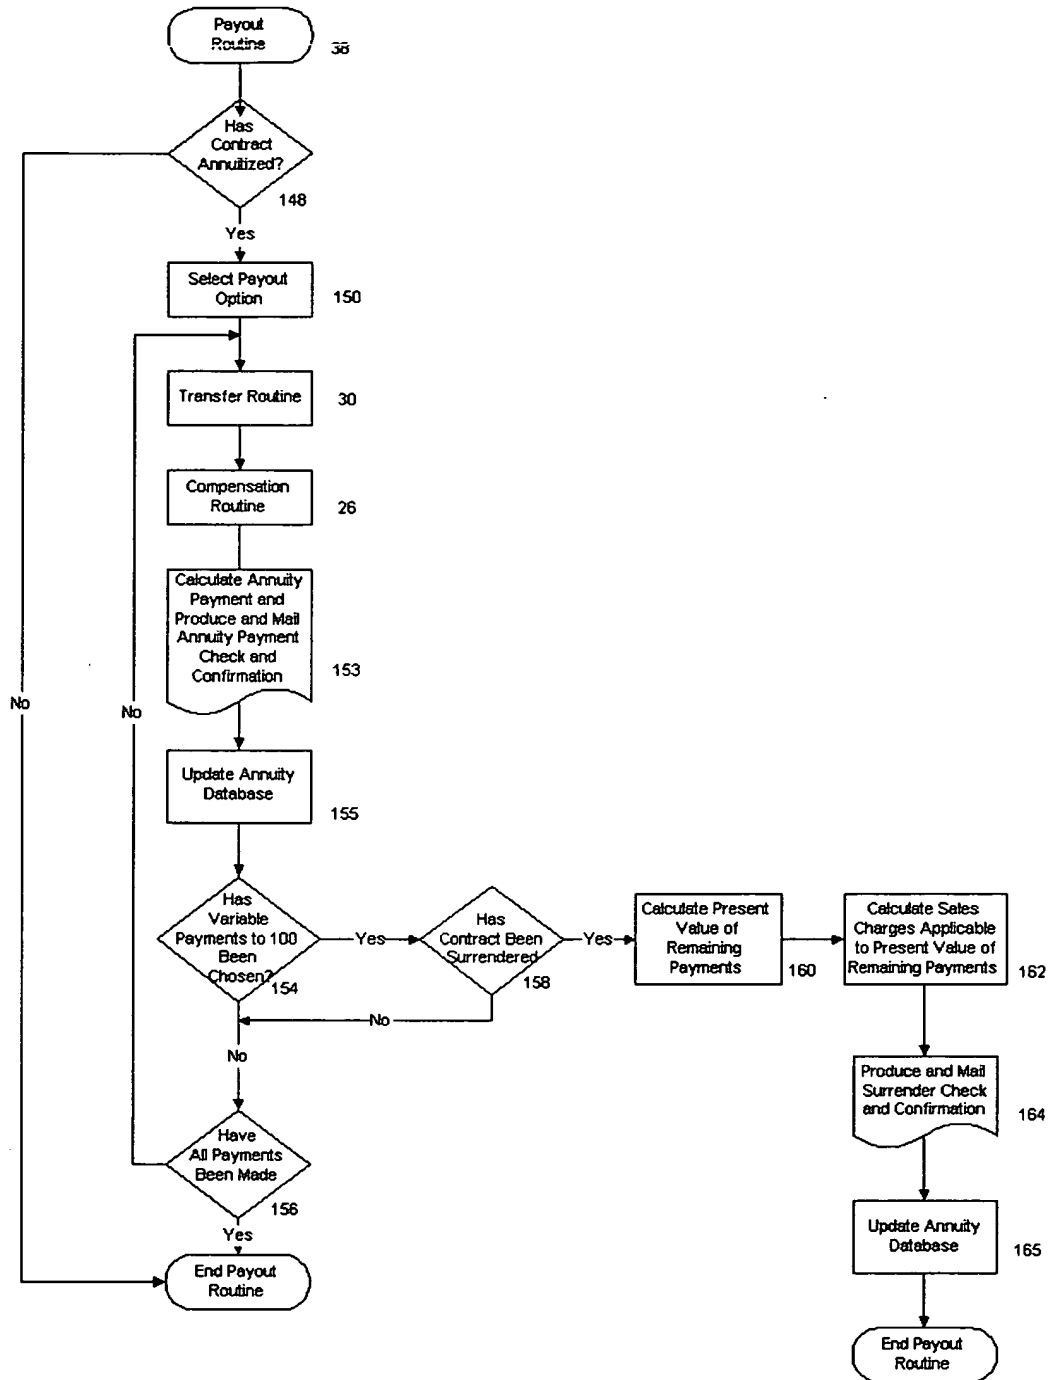 Payout
Routine
38
Has
Contract
Annuitized?
148
Yes
Select Payout
Option
150
Transfer Routine
30
Compensation
Routine
26
Calculate Annuity
Payment and
Produce and Mail
Annuity Payment
Check and
Confirmation
153
No
No
Update Annuity
Database
155
Has
Variable
Payments to 100
Been
Chosen?
154
Yes
Has
Contract Been
Surrendered
158
Yes
Calculate Present
Value of
Remaining
Payments
160
Calculate Sales
Charges Applicable
to Present Value of
Remaining Payments
162
No
No
Produce and Mail
Surrender Check
and Confirmation
164
Have
All Payments
Been Made
156
Yes
Update Annuity
Database
165
End Payout
Routine
End Payout
Routine